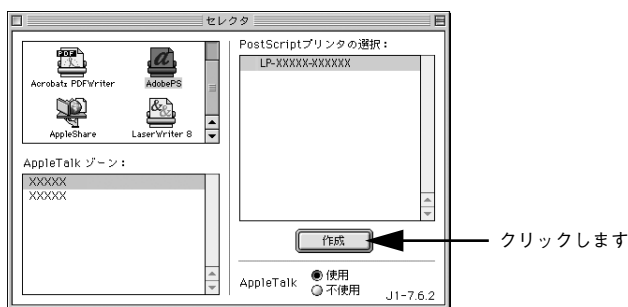 セレクタ
PostScriptプリンタの選択：
LP-XXXXX-XXXXXX
Acrobatx PDFWriter
AdobePS
AppleShare
LaserWriter 8
AppleTalk ゾーン：
XXXXX
XXXXX
作成
クリックします
AppleTalk
使用
不使用
J1-7.6.2